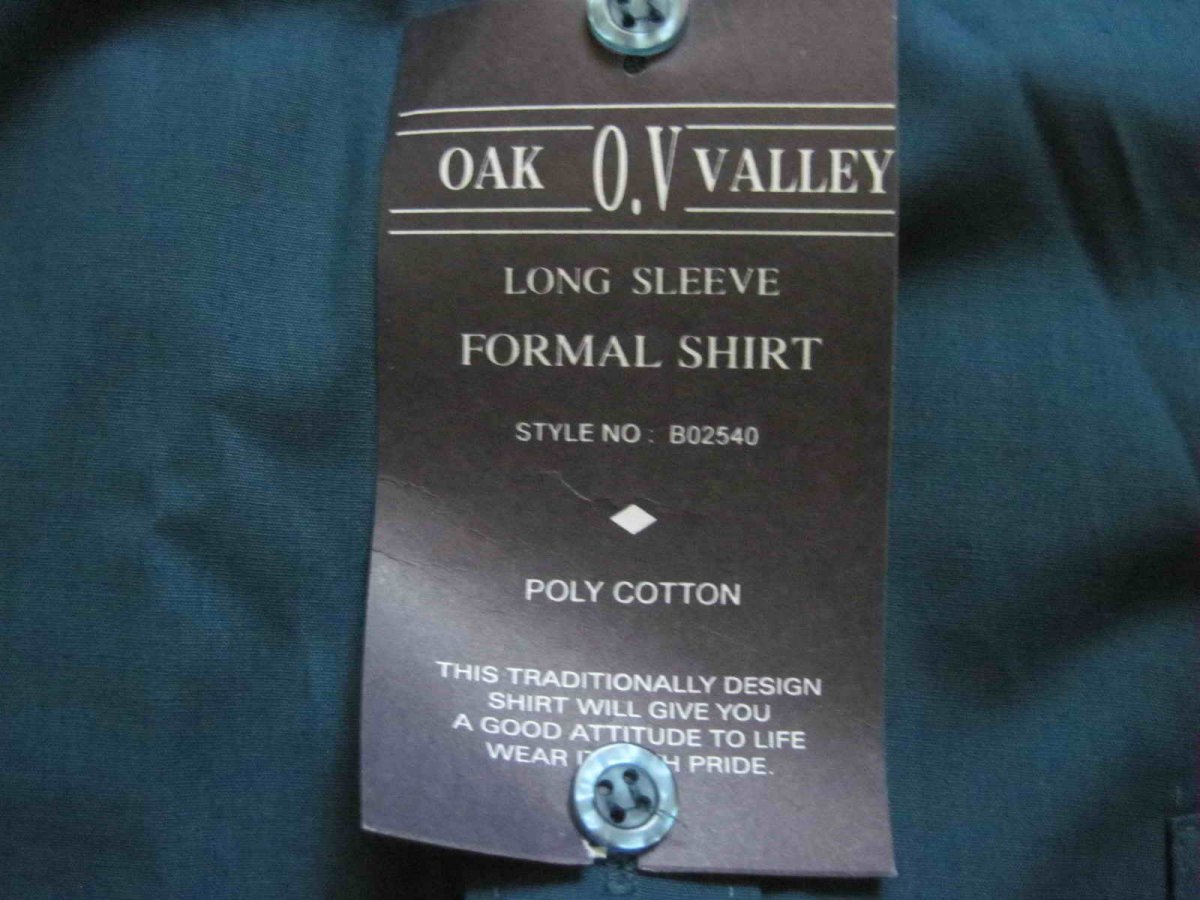 OAK O.V VALLEY
LONG SLEEVE
FORMAL SHIRT
STYLE NO : B02540
POLY COTTON
THIS TRADITIONALLY DESIGN
SHIRT WILL GIVE YOU
A GOOD ATTITUDE TO LIFE
WEAR PRIDE.